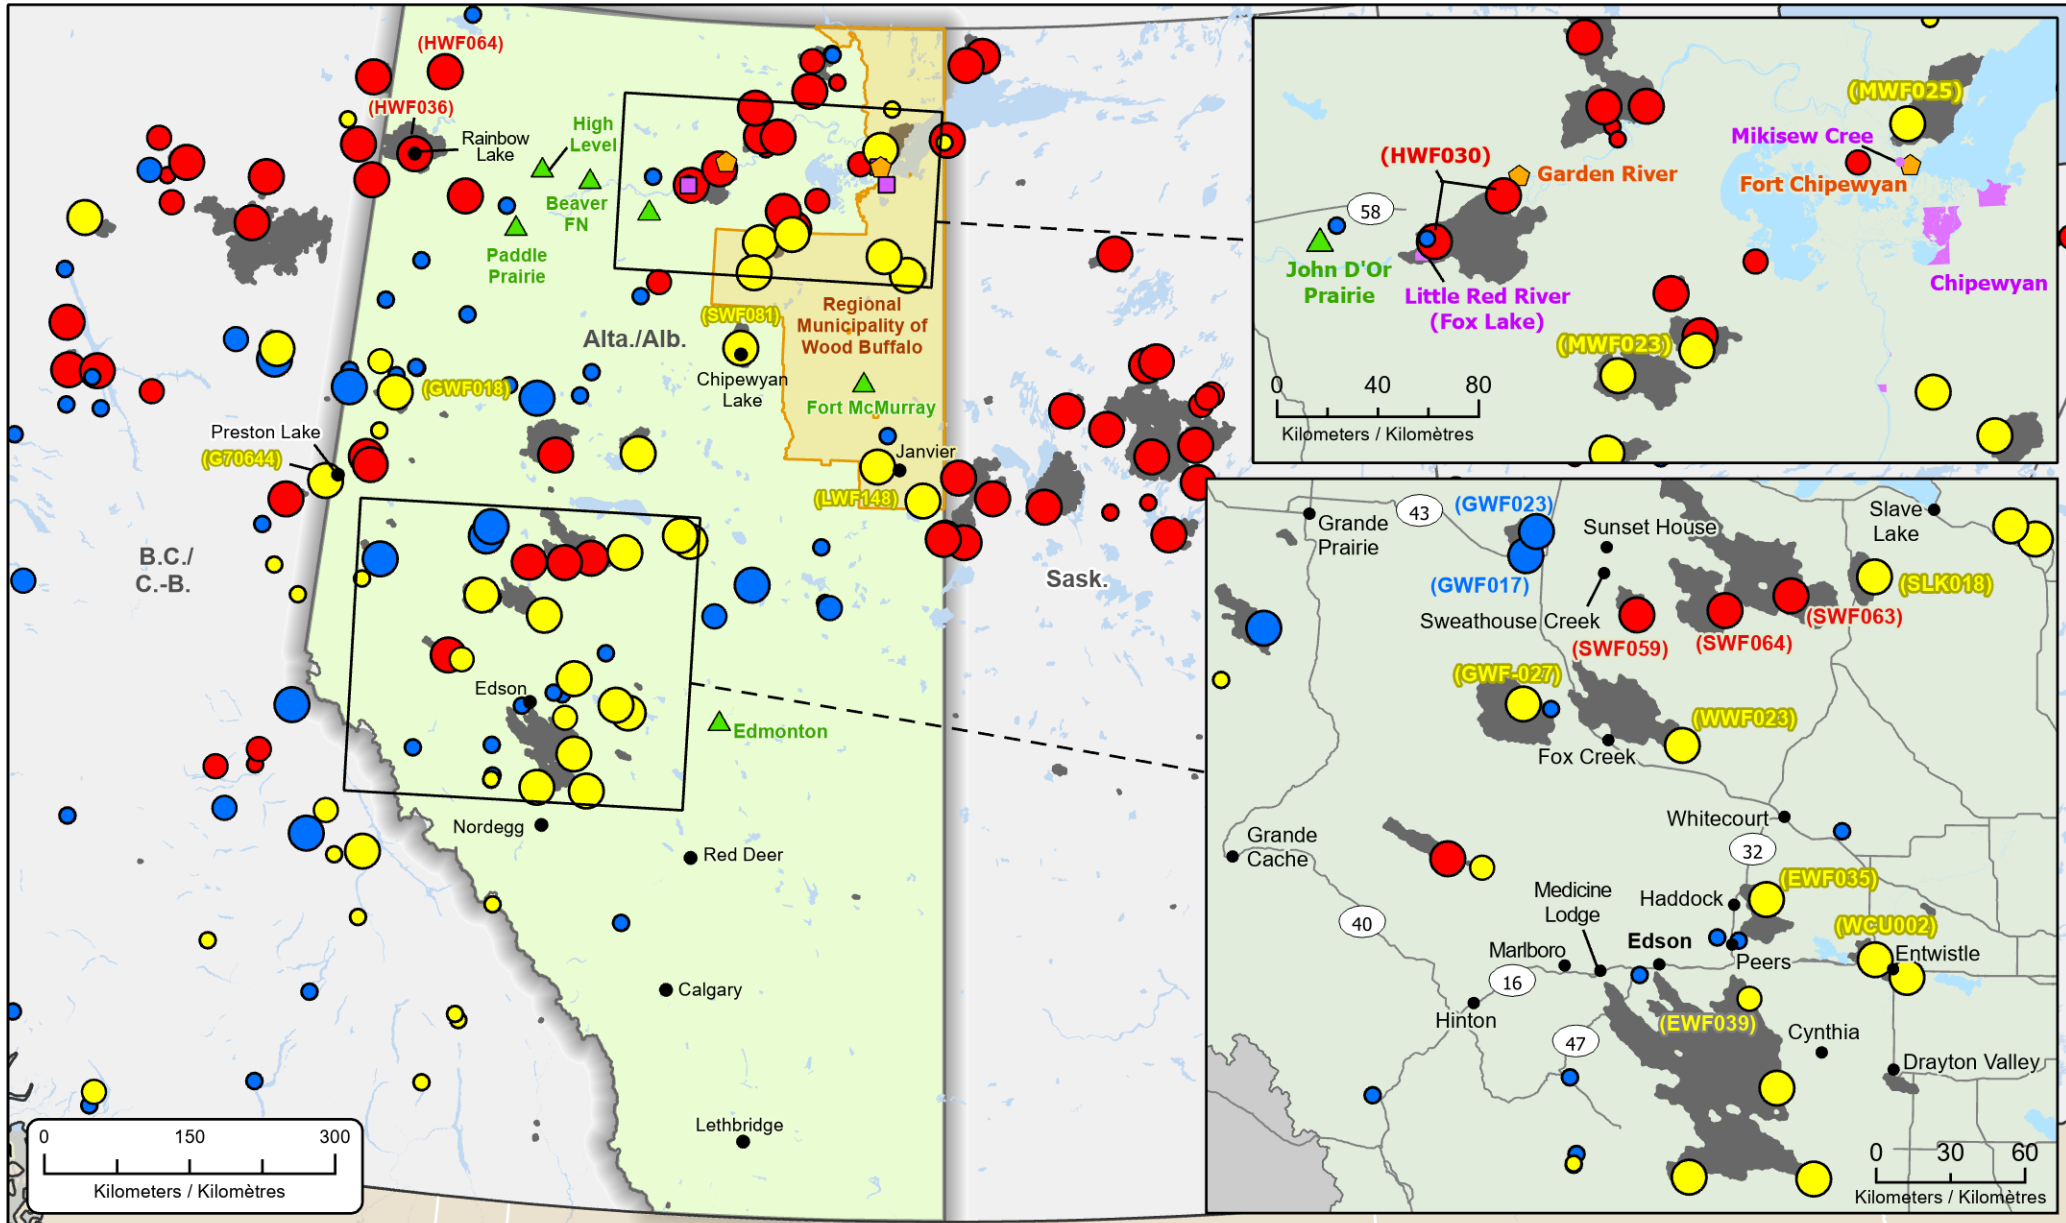 (HWF064)
(HWF036)
Rainbow
Lake
High
Level
Beaver
FN
Paddle
Prairie
(SWF081)
Alta./Alb.
Regional
Municipality of
Wood Buffalo
Chipewyan
Lake
(GWF018)
Fort McMurray
Preston Lake
(G70644)
Janvier
(LWF148)
B.C./
C.-B.
Sask.
Edson
Edmonton
Nordegg
Red Deer
Calgary
Lethbridge
0 150 300
Kilometers / Kilomètres
(MWF025)
Mikisew Cree
(HWF030)
Garden River
Fort Chipewyan
58
John D'Or
Prairie
Little Red River
(Fox Lake)
Chipewyan
(MWF023)
0 40 80
Kilometers / Kilomètres
43
(GWF023)
Grande
Prairie
Sunset House
Slave
Lake
(GWF017)
(SLK018)
Sweathouse Creek
(SWF063)
(SWF059)
(SWF064)
(GWF-027)
(WWF023)
Fox Creek
Whitecourt
32
Grande
Cache
(EWF035)
Medicine
Lodge
Haddock
40
(WCU002)
Marlboro
Edson
Peers
Entwistle
16
Hinton
(EWF039)
Cynthia
47
Drayton Valley
0 30 60
Kilometers / Kilomètres